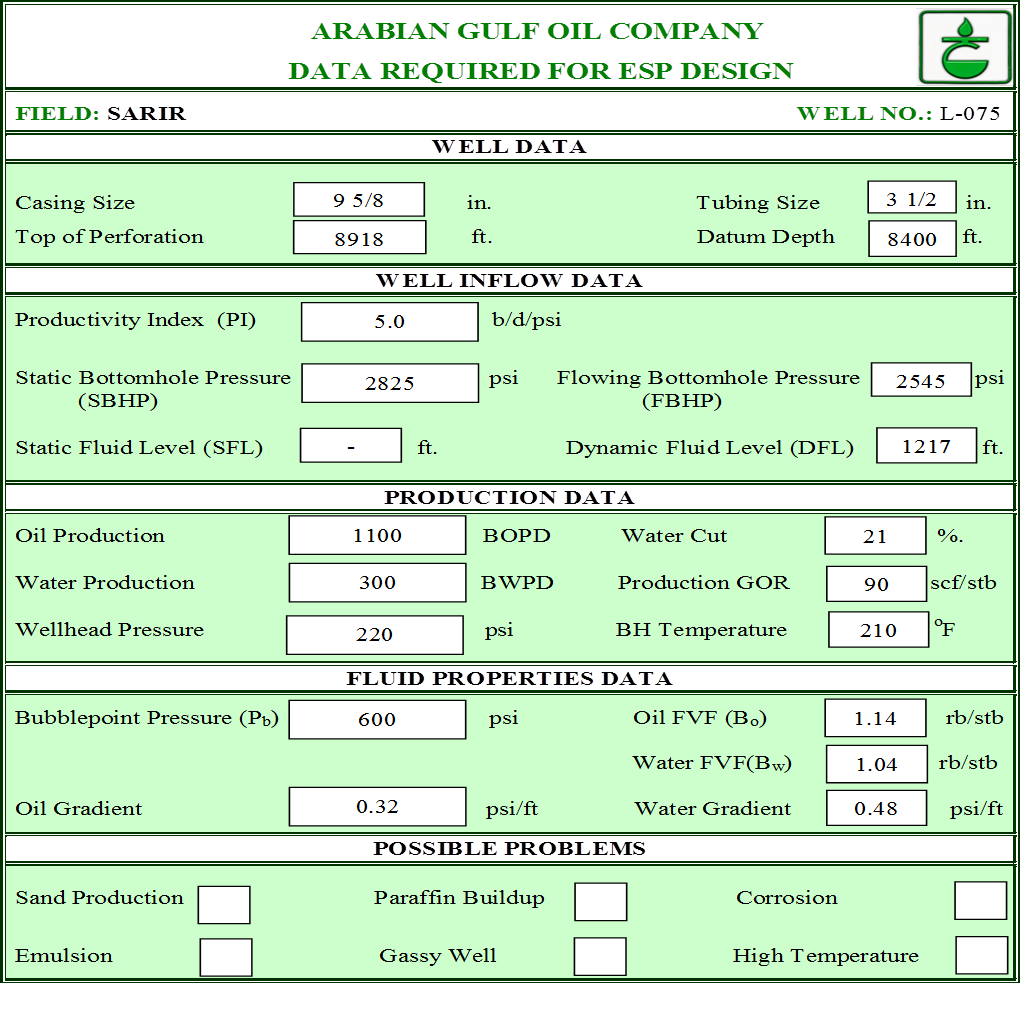 ARABIAN GULF OIL COMPANY
DATA REQUIRED FOR ESP DESIGN
FIELD: SARIR WELL NO.: L-075
WELL DATA
Casing Size 9 5/8 in. Tubing Size 3 1/2 in.
Top of Perforation 8918 ft. Datum Depth 8400 ft.
WELL INFLOW DATA
Productivity Index (PI) 5.0 b/d/psi
Static Bottomhole Pressure 2825 psi Flowing Bottomhole Pressure 2545 psi
(SBHP) (FBHP)
Static Fluid Level (SFL) - ft. Dynamic Fluid Level (DFL) 1217 ft.
PRODUCTION DATA
Oil Production 1100 BOPD Water Cut 21 %.
Water Production 300 BWPD Production GOR 90 scf/stb
Wellhead Pressure 220 psi BH Temperature 210 °F
FLUID PROPERTIES DATA
Bubblepoint Pressure (Pb) 600 psi Oil FVF (Bo) 1.14 rb/stb
Water FVF(Bw) 1.04 rb/stb
Oil Gradient 0.32 psi/ft Water Gradient 0.48 psi/ft
POSSIBLE PROBLEMS
Sand Production Paraffin Buildup Corrosion
Emulsion Gassy Well High Temperature